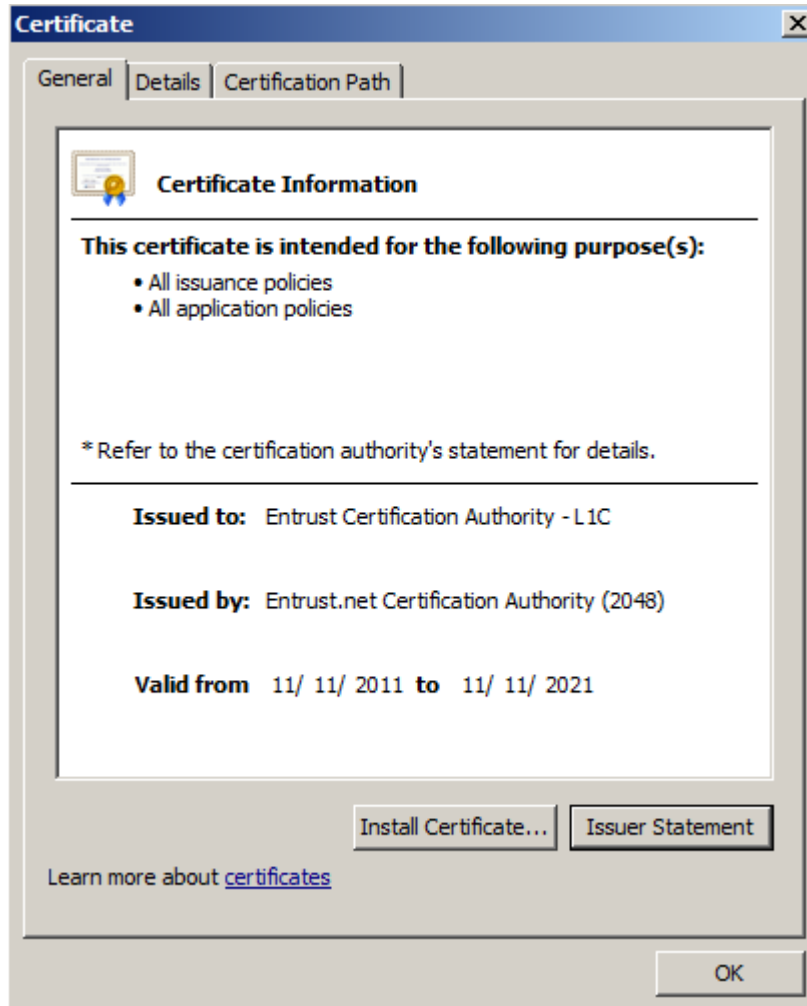 Certificate
General
Details
Certification Path
Certificate Information
This certificate is intended for the following purpose(s):
• All issuance policies
• All application policies
* Refer to the certification authority's statement for details.
Issued to: Entrust Certification Authority - L1C
Issued by: Entrust.net Certification Authority (2048)
Valid from 11/ 11/ 2011 to 11/ 11/ 2021
Install Certificate...
Issuer Statement
Learn more about certificates
OK